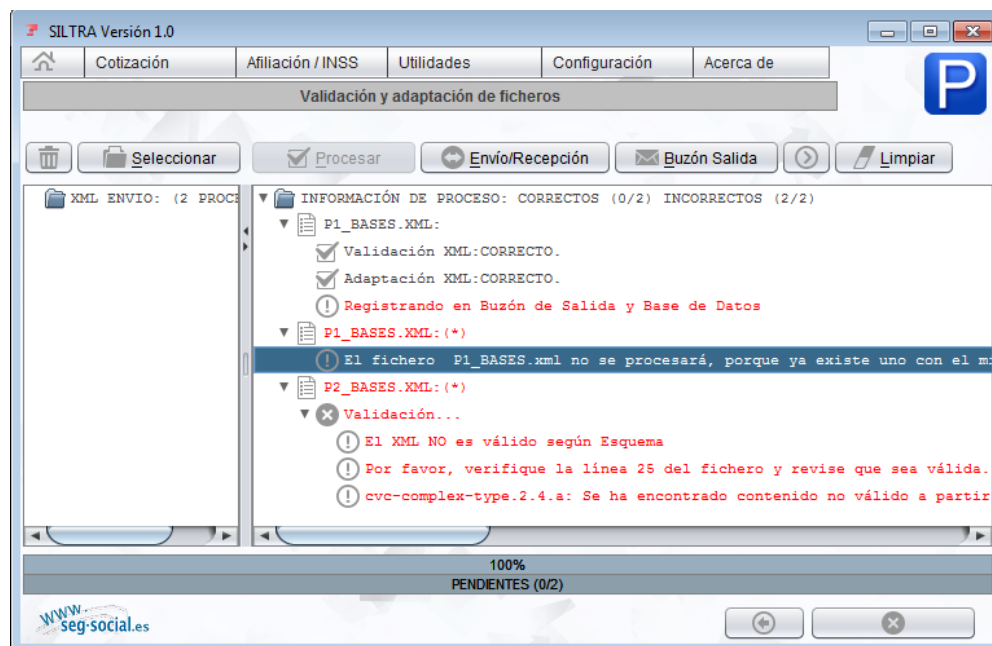 SILTRA Versión 1.0
Cotización Afiliación / INSS Utilidades Configuración Acerca de
Validación y adaptación de ficheros
P
Seleccionar Procesar Envío/Recepción Buzón Salida Limpiar
XML ENVIO: (2 PROCE
INFORMACIÓN DE PROCESO: CORRECTOS (0/2) INCORRECTOS (2/2)
P1_BASES.XML:
Validación XML:CORRECTO.
Adaptación XML:CORRECTO.
Registrando en Buzón de Salida y Base de Datos
P1_BASES.XML:(*)
El fichero P1_BASES.xml no se procesará, porque ya existe uno con el mi
P2_BASES.XML:(*)
Validación...
El XML NO es válido según Esquema
Por favor, verifique la línea 25 del fichero y revise que sea válida.
cvc-complex-type.2.4.a: Se ha encontrado contenido no válido a partir
100%
PENDIENTES (0/2)
www.
seg-social.es